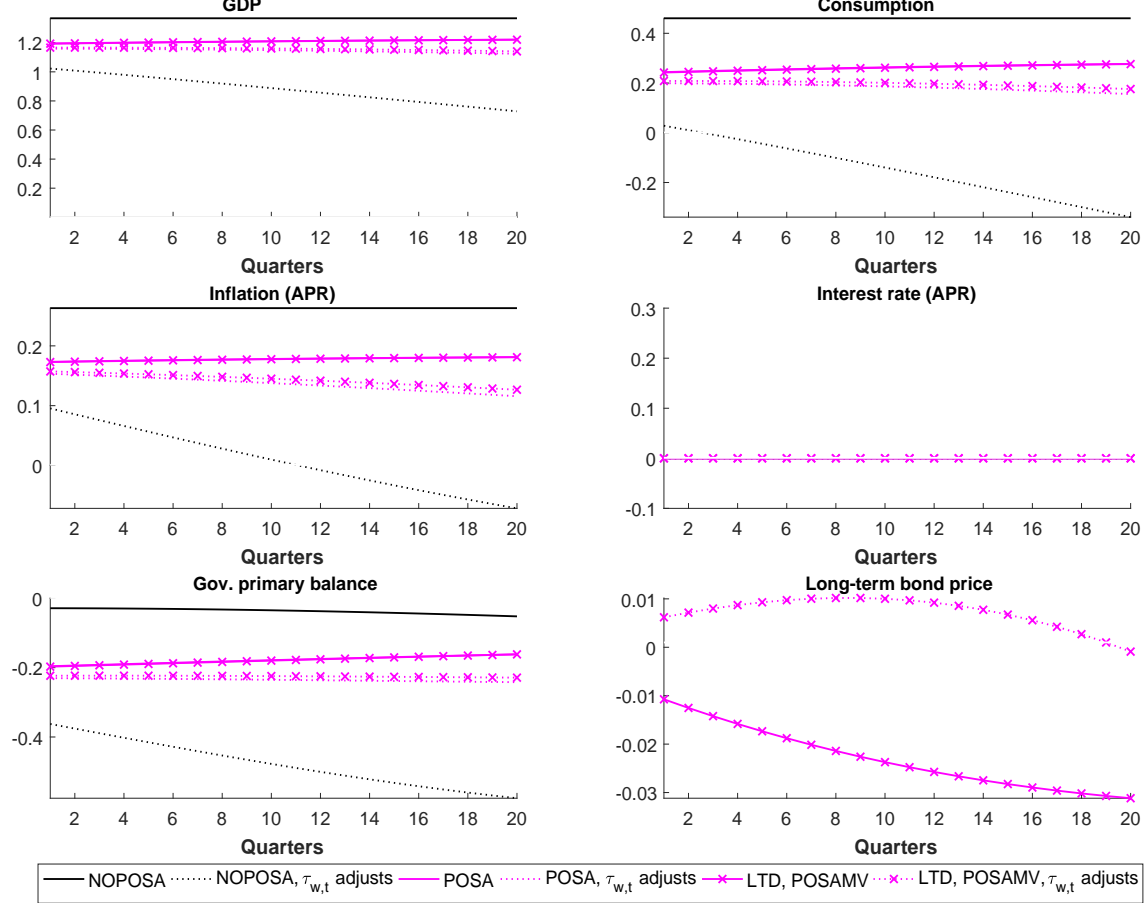 GDP
Consumption
1.2
1
0.8
0.6
0.4
0.2
2 4 6 8 10 12 14 16 18 20
Quarters
0.4
0.2
0
-0.2
2 4 6 8 10 12 14 16 18 20
Quarters
Inflation (APR)
Interest rate (APR)
0.2
0.1
0
2 4 6 8 10 12 14 16 18 20
Quarters
0.3
0.2
0.1
0
-0.1
2 4 6 8 10 12 14 16 18 20
Quarters
Gov. primary balance
Long-term bond price
0
-0.2
-0.4
2 4 6 8 10 12 14 16 18 20
Quarters
0.01
0
-0.01
-0.02
-0.03
2 4 6 8 10 12 14 16 18 20
Quarters
NOPOSA NOPOSA, τw,t adjusts POSA POSA, τw,t adjusts LTD, POSAMV LTD, POSAMV, τw,t adjusts